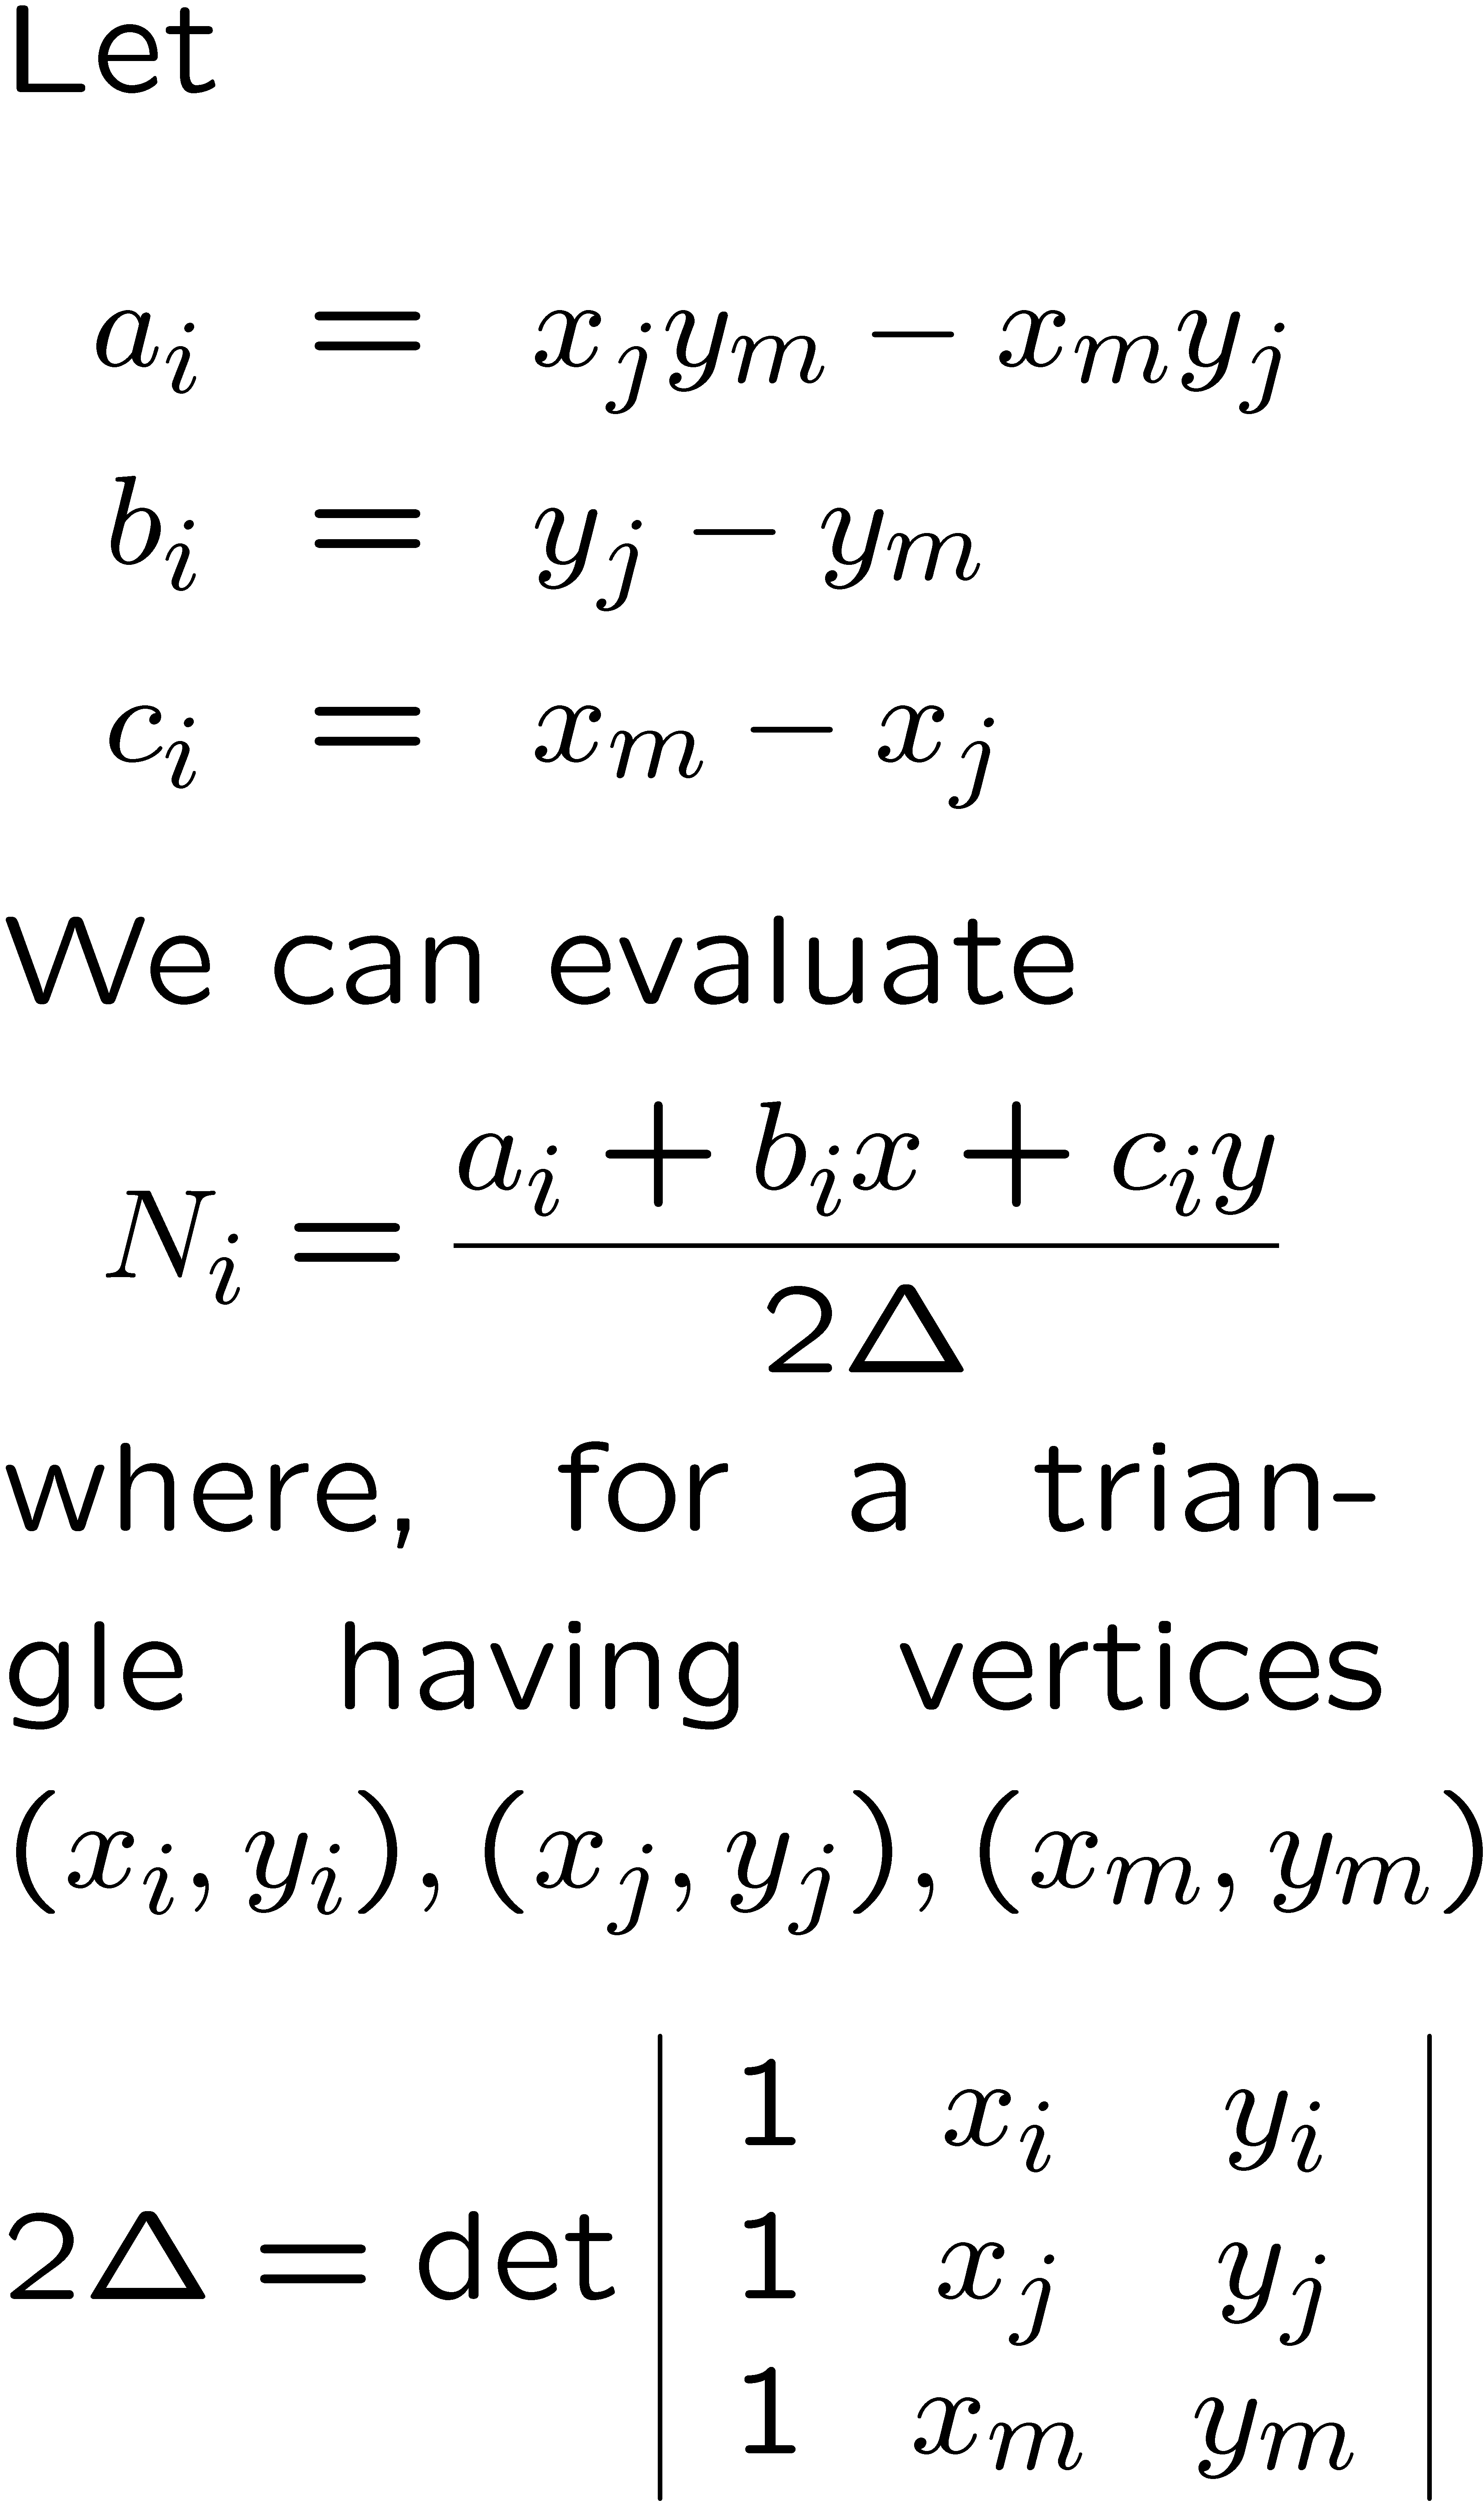 Let
a_i = x_j y_m − x_m y_j
b_i = y_j − y_m
c_i = x_m − x_j
We can evaluate
N_i = \frac{a_i + b_i x + c_i y}{2Δ}
where, for a trian-
gle having vertices
(x_i, y_i), (x_j, y_j), (x_m, y_m)
2Δ = det | 1 x_i y_i
1 x_j y_j
1 x_m y_m |